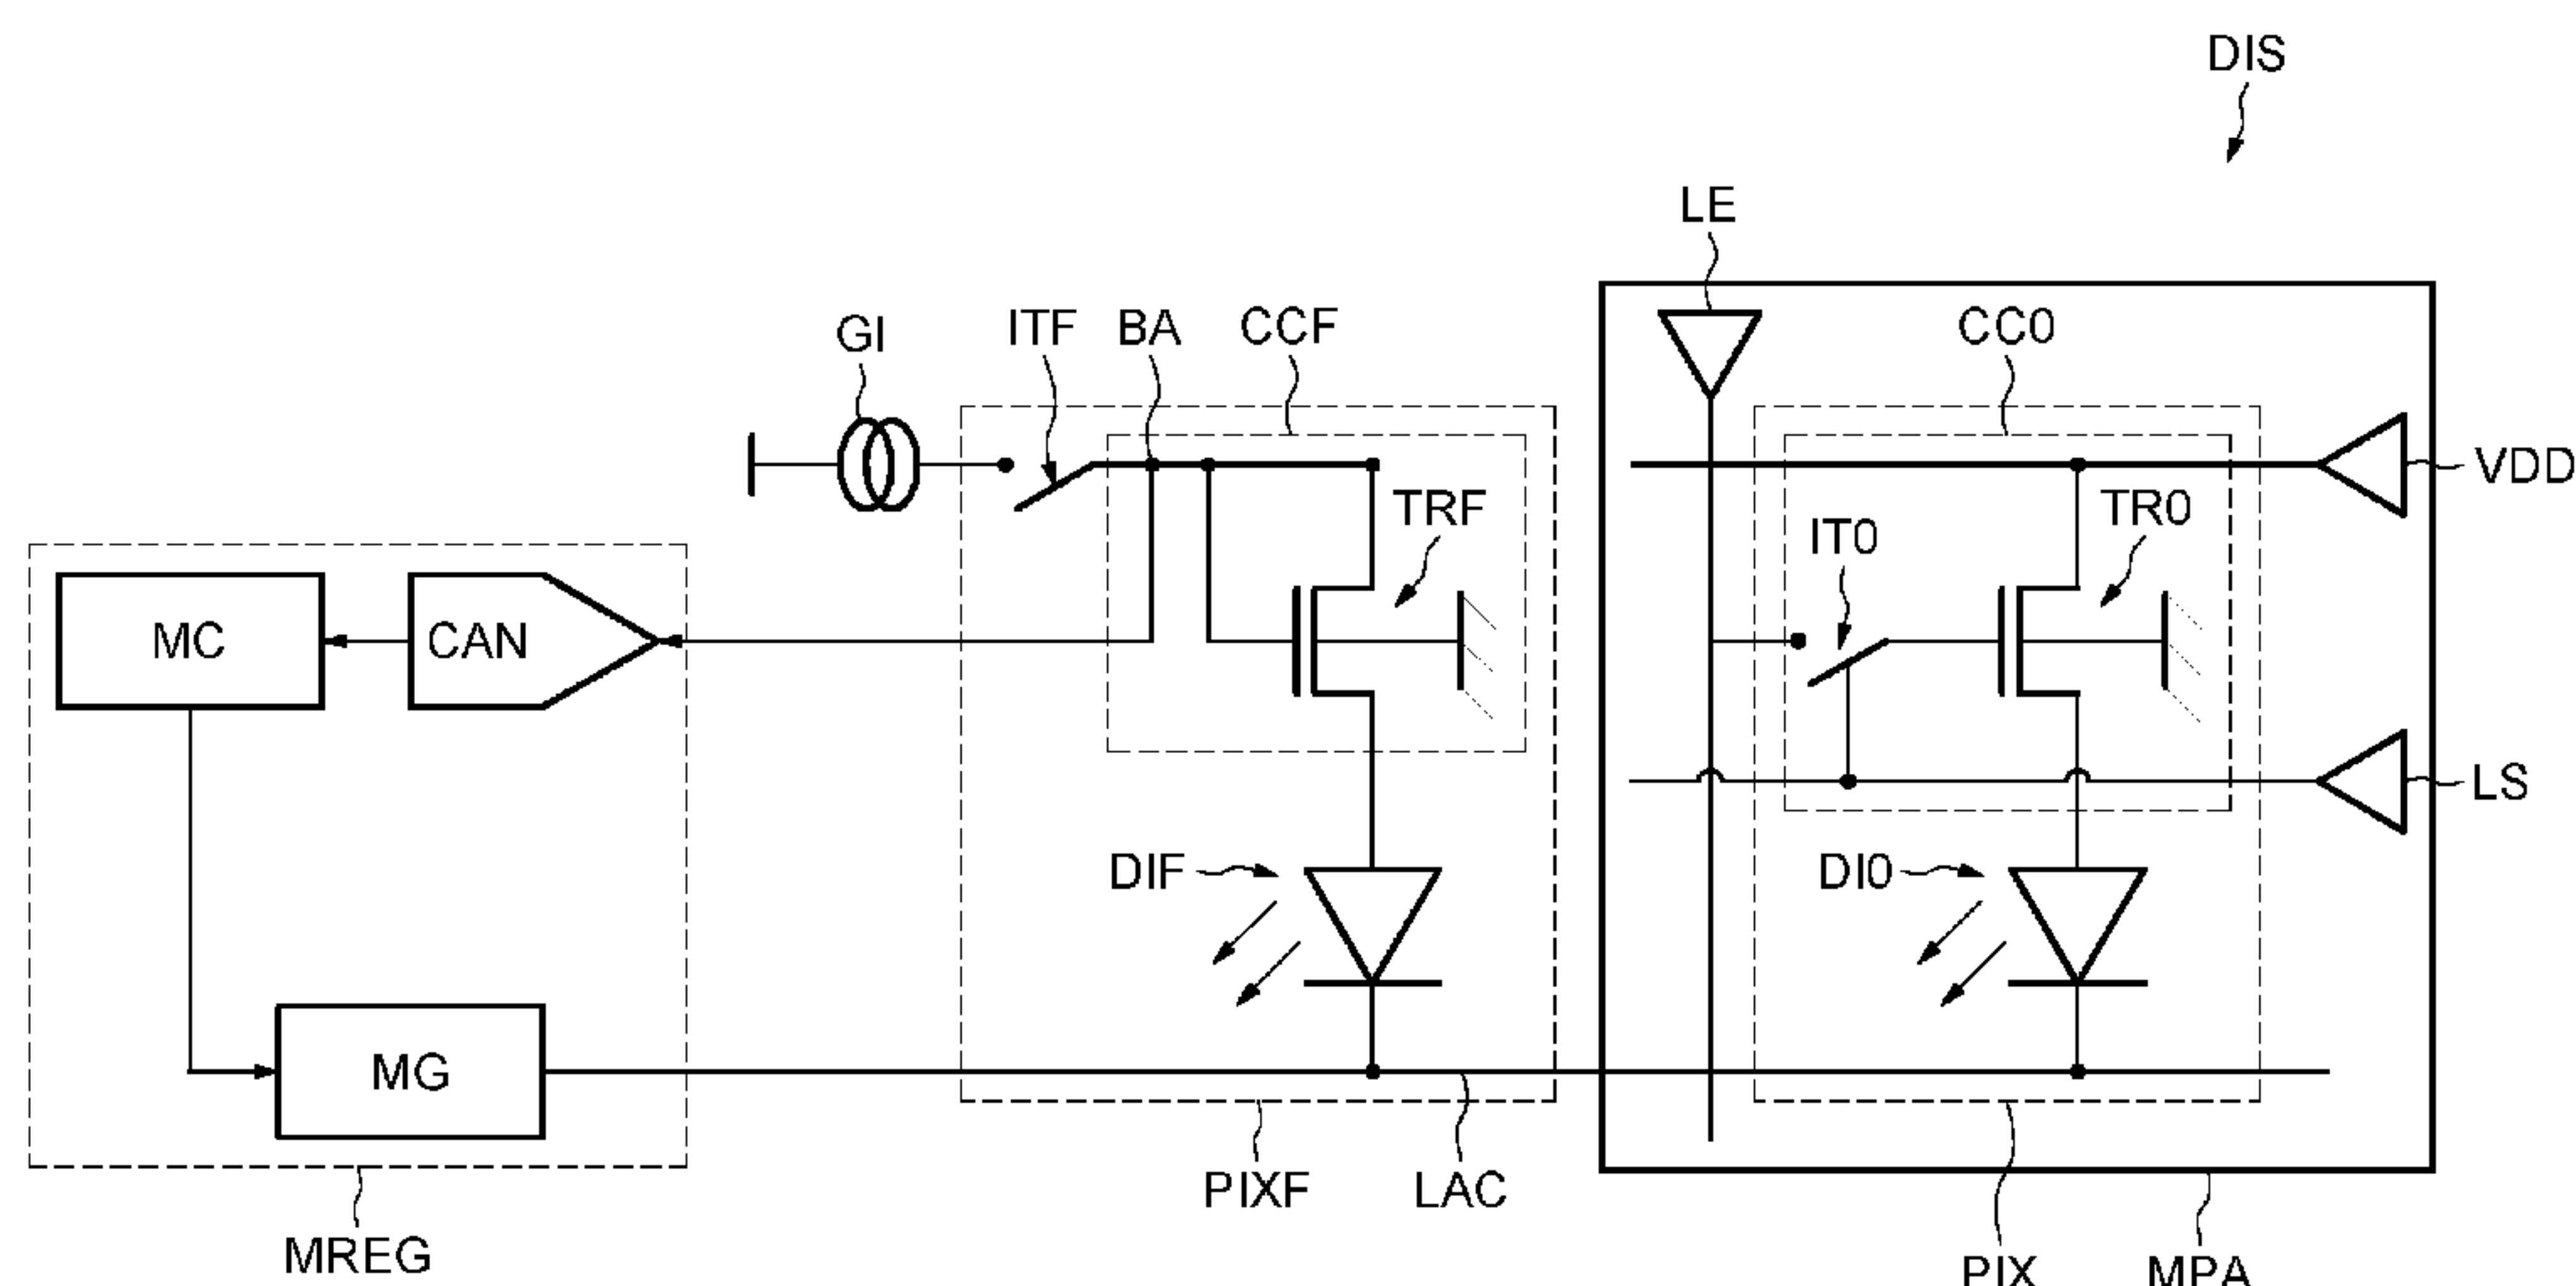 DIS
LE
GI
ITF
BA
CCF
CC0
VDD
TRF
TR0
IT0
MC
CAN
LS
DIF
DI0
MG
PIXF
LAC
MREG
PIX
MPA